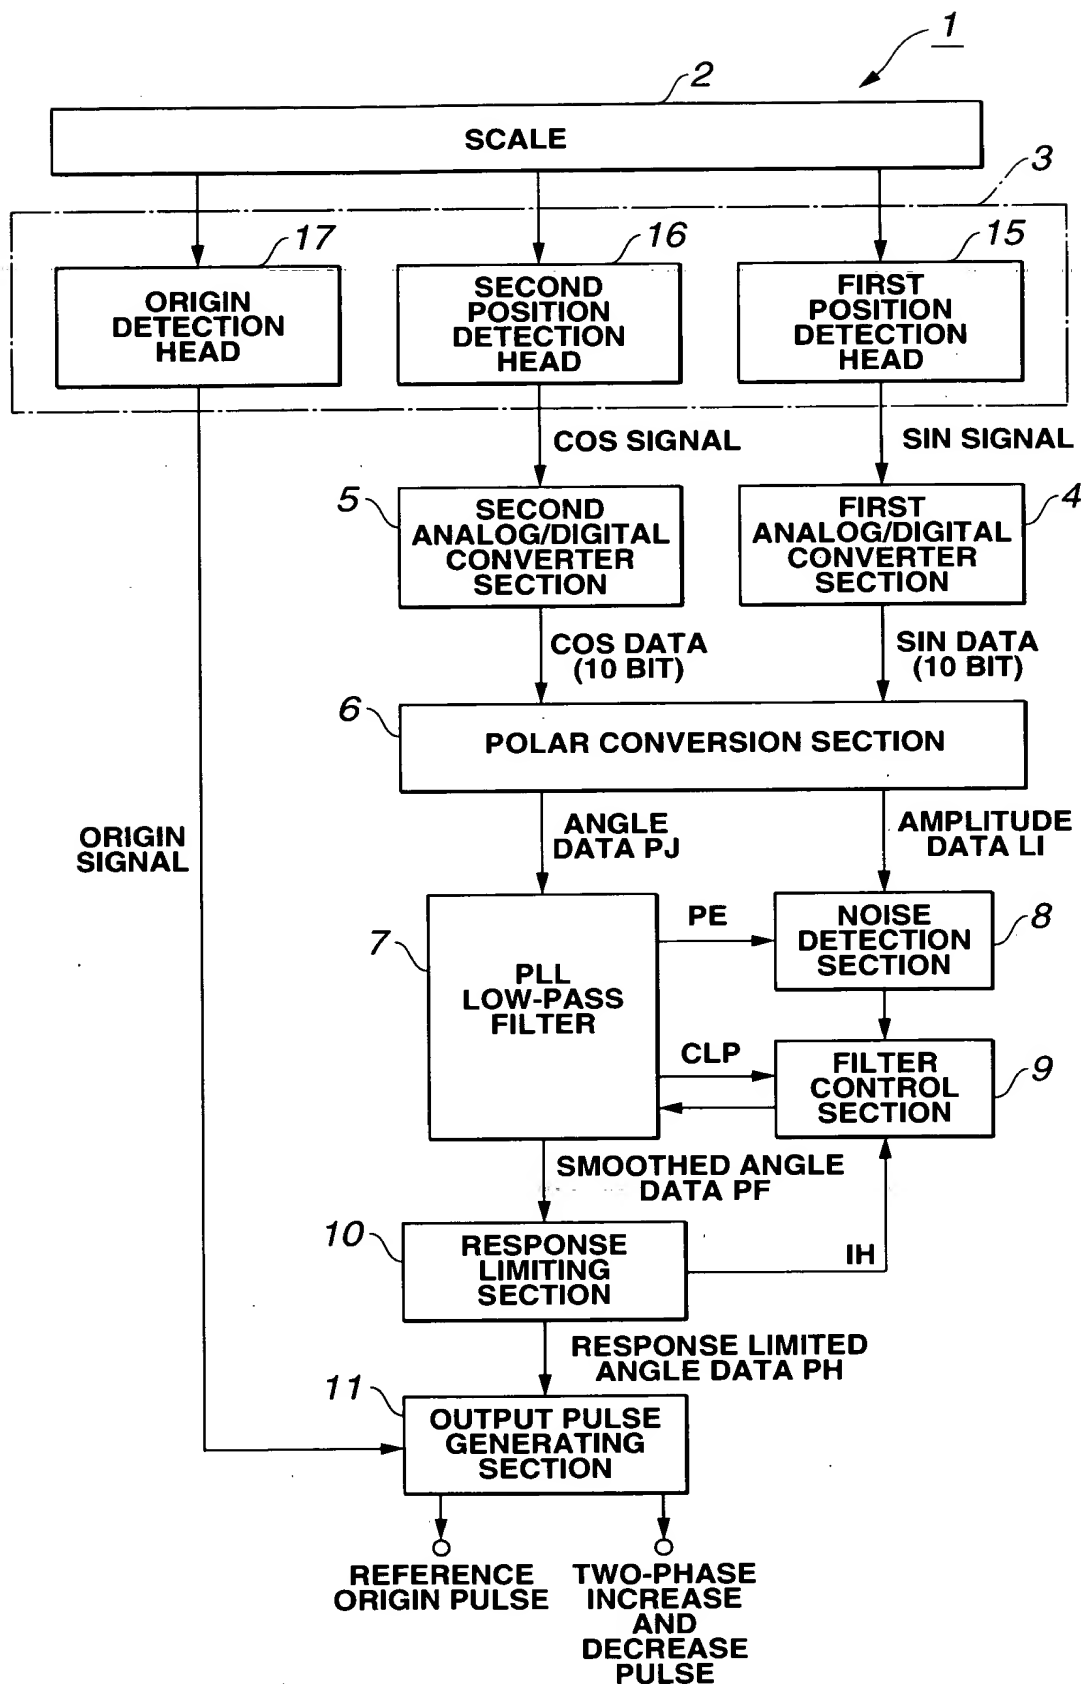 1
2
SCALE
3
17
16
15
ORIGIN
DETECTION
HEAD
SECOND
POSITION
DETECTION
HEAD
FIRST
POSITION
DETECTION
HEAD
COS SIGNAL
SIN SIGNAL
5
SECOND
ANALOG/DIGITAL
CONVERTER
SECTION
4
FIRST
ANALOG/DIGITAL
CONVERTER
SECTION
COS DATA
(10 BIT)
SIN DATA
(10 BIT)
6
POLAR CONVERSION SECTION
ORIGIN
SIGNAL
ANGLE
DATA PJ
AMPLITUDE
DATA LI
7
PLL
LOW-PASS
FILTER
PE
NOISE
DETECTION
SECTION
8
CLP
FILTER
CONTROL
SECTION
9
SMOOTHED ANGLE
DATA PF
10
RESPONSE
LIMITING
SECTION
IH
RESPONSE LIMITED
ANGLE DATA PH
11
OUTPUT PULSE
GENERATING
SECTION
REFERENCE
ORIGIN PULSE
TWO-PHASE
INCREASE
AND
DECREASE
PULSE